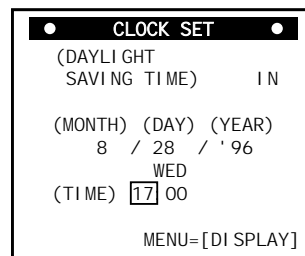 ● CLOCK SET ●
(DAYLIGHT
SAVING TIME) IN
(MONTH) (DAY) (YEAR)
8 / 28 / '96
WED
(TIME) 17 00
MENU=[DISPLAY]